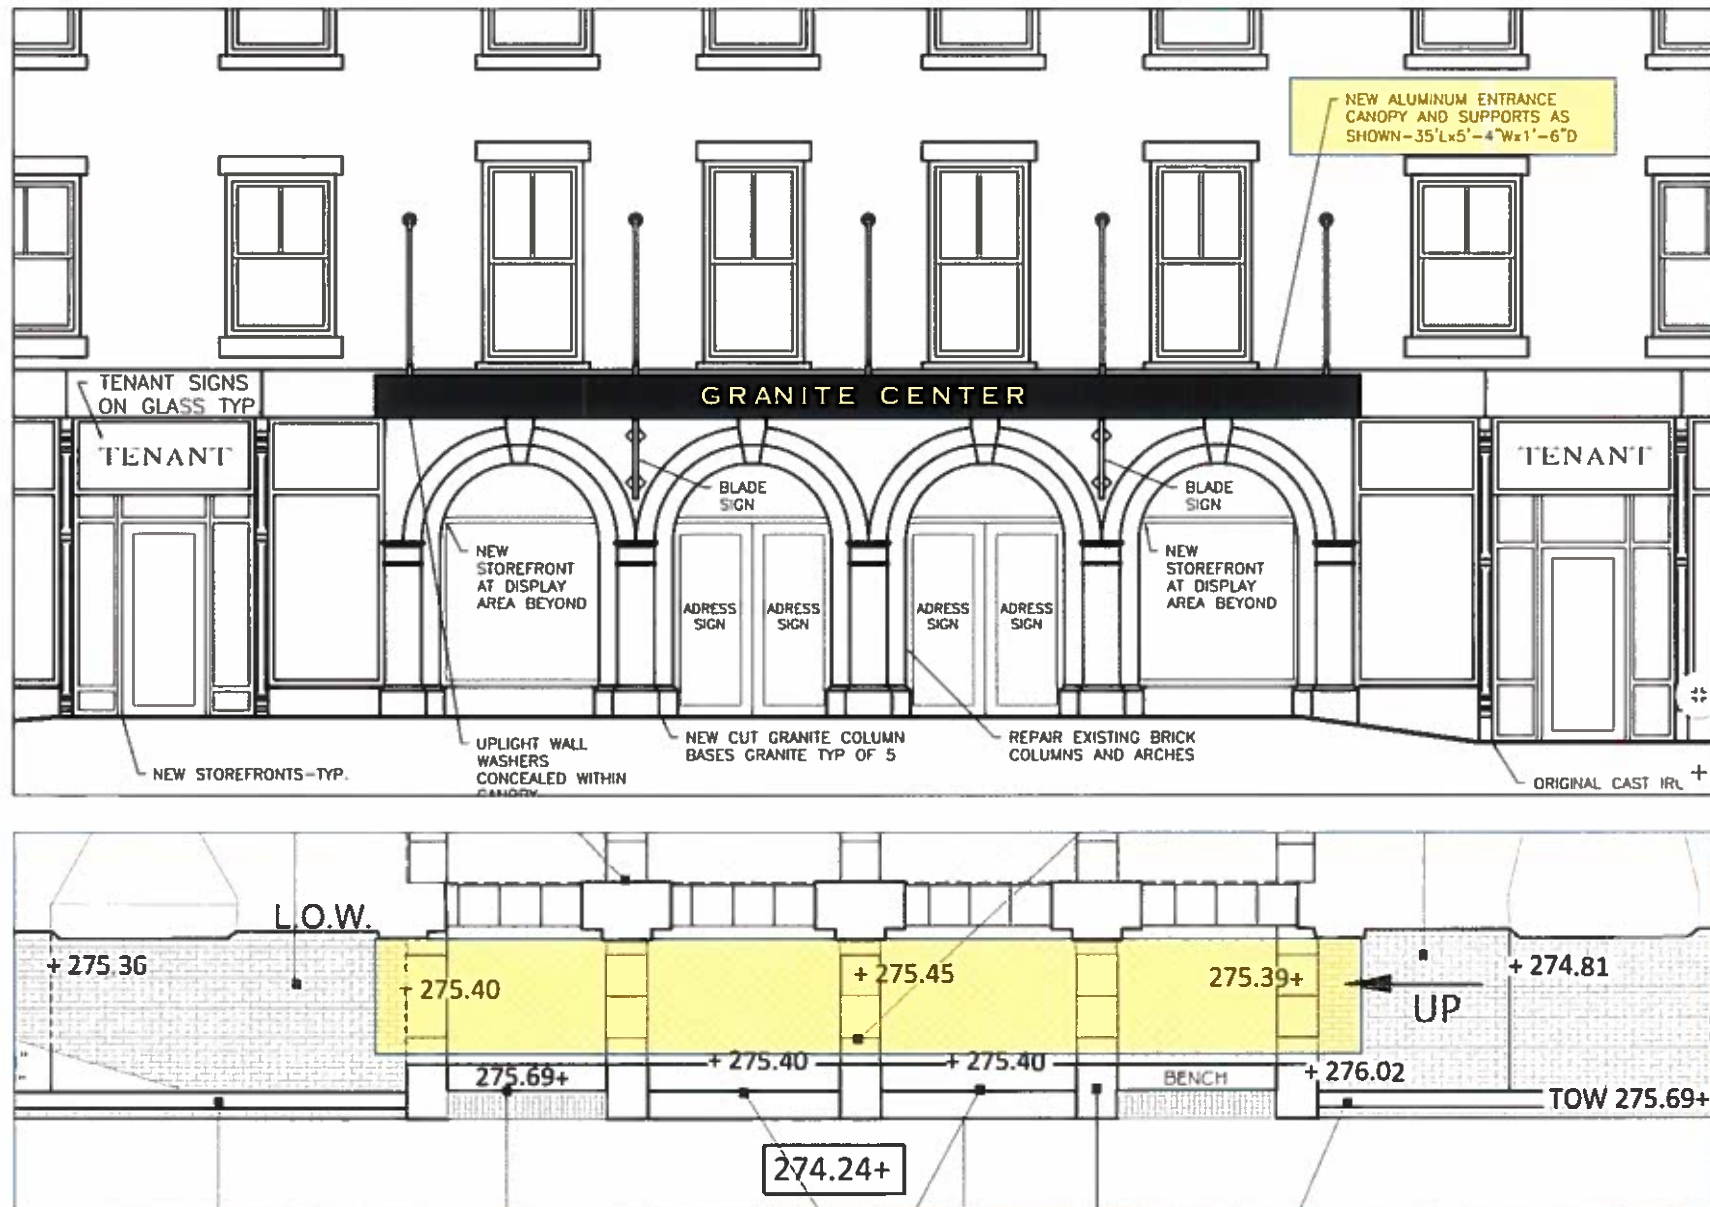 NEW ALUMINUM ENTRANCE
CANOPY AND SUPPORTS AS
SHOWN-35'Lx5'-4"Wx1'-6"D
TENANT SIGNS
ON GLASS TYP
GRANITE CENTER
TENANT
TENANT
BLADE
SIGN
BLADE
SIGN
NEW
STOREFRONT
AT DISPLAY
AREA BEYOND
NEW
STOREFRONT
AT DISPLAY
AREA BEYOND
ADRESS
SIGN
ADRESS
SIGN
ADRESS
SIGN
ADRESS
SIGN
UPLIGHT WALL
WASHERS
CONCEALED WITHIN
CANOPY
NEW CUT GRANITE COLUMN
BASES GRANITE TYP OF 5
REPAIR EXISTING BRICK
COLUMNS AND ARCHES
NEW STOREFRONTS-TYP.
ORIGINAL CAST
L.O.W.
+ 275.36
+ 275.40
+ 275.45
275.39+
+ 274.81
UP
+ 275.40
+ 275.40
275.69+
BENCH
+ 276.02
TOW 275.69+
274.24+